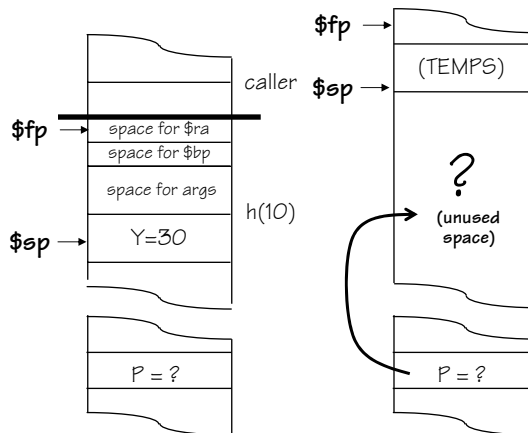 caller
$fp
space for $ra
space for $bp
space for args
h(10)
$sp
Y=30
P = ?
$fp
(TEMPS)
$sp
?
(unused
space)
P = ?